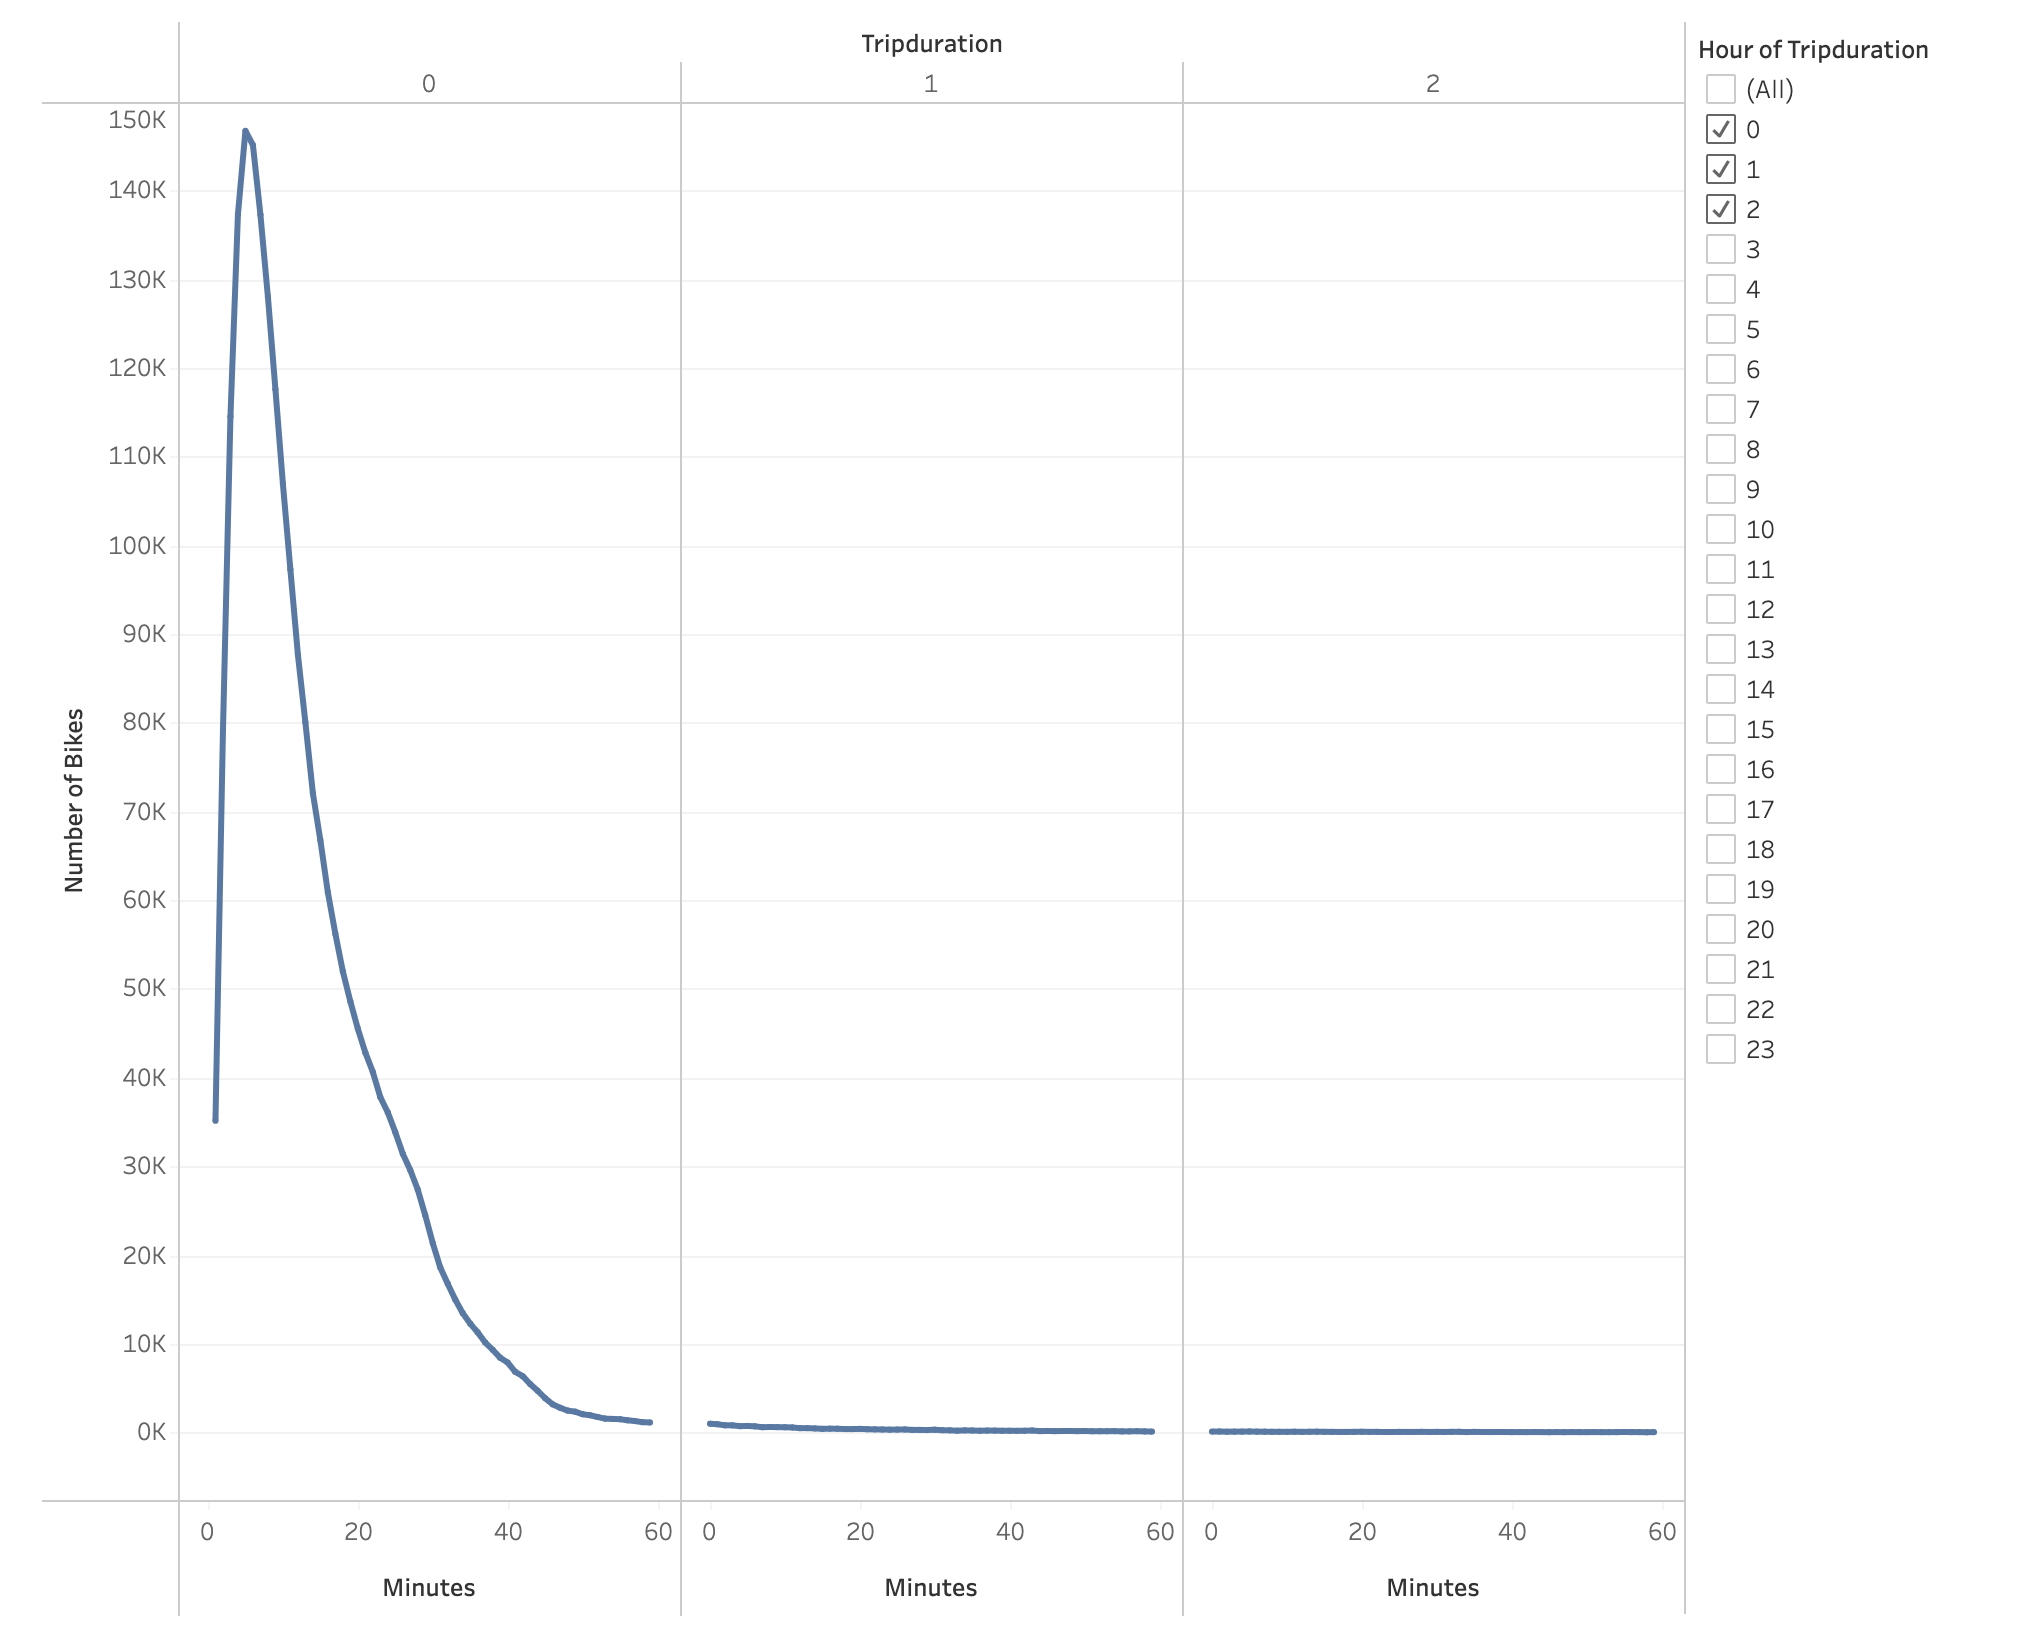 Tripduration
0 1 2
150K
140K
130K
120K
110K
100K
90K
80K
70K
60K
50K
40K
30K
20K
10K
0K
Number of Bikes
0 20 40 60 0 20 40 60 0 20 40 60
Minutes Minutes Minutes
Hour of Tripduration
(All)
0
1
2
3
4
5
6
7
8
9
10
11
12
13
14
15
16
17
18
19
20
21
22
23